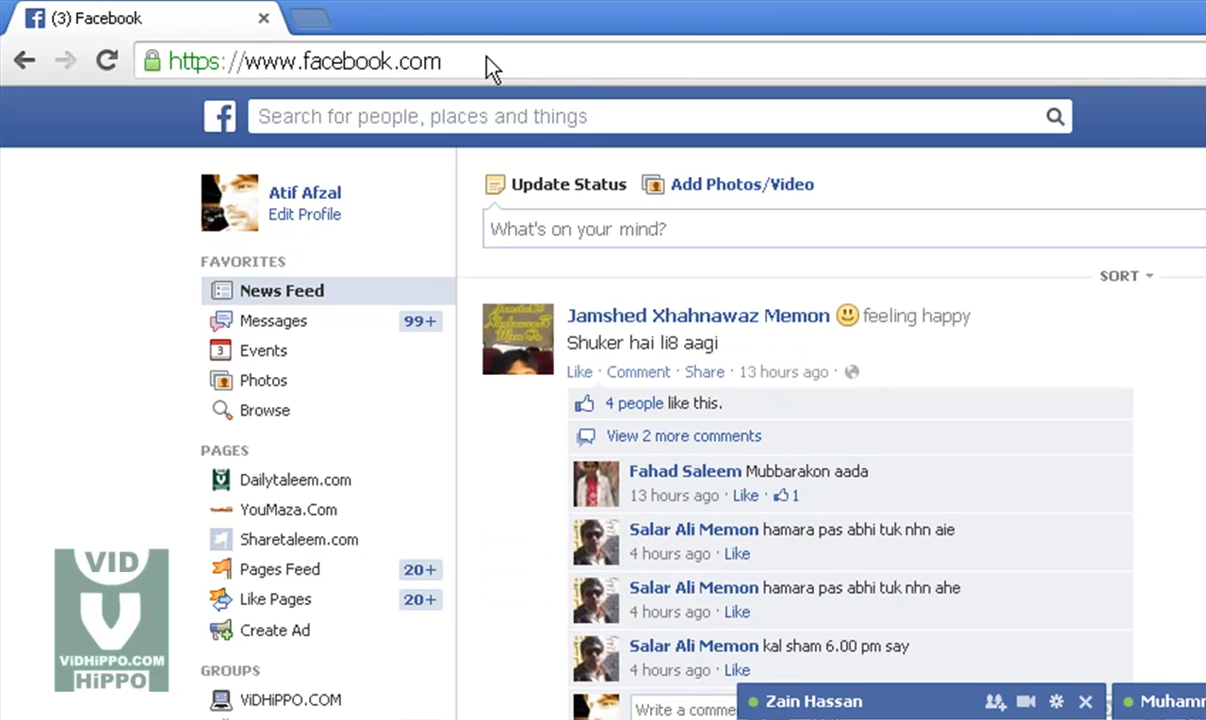 (3) Facebook
https://www.facebook.com
Search for people, places and things
Atif Afzal
Edit Profile
FAVORITES
News Feed
Messages 99+
3 Events
Photos
Browse
PAGES
Dailytaleem.com
YouMaza.Com
Sharetaleem.com
Pages Feed 20+
Like Pages 20+
Create Ad
GROUPS
ViDHiPPO.COM
VID
ViDHiPPO.COM
HiPPO
Update Status Add Photos/Video
What's on your mind?
SORT
Jamshed Xhahnawaz Memon feeling happy
Shuker hai li8 aagi
Like · Comment · Share · 13 hours ago ·
4 people like this.
View 2 more comments
Fahad Saleem Mubbarakon aada
13 hours ago · Like · 1
Salar Ali Memon hamara pas abhi tuk nhn aie
4 hours ago · Like
Salar Ali Memon hamara pas abhi tuk nhn ahe
4 hours ago · Like
Salar Ali Memon kal sham 6.00 pm say
4 hours ago · Like
Write a comme
Zain Hassan
Muhamm